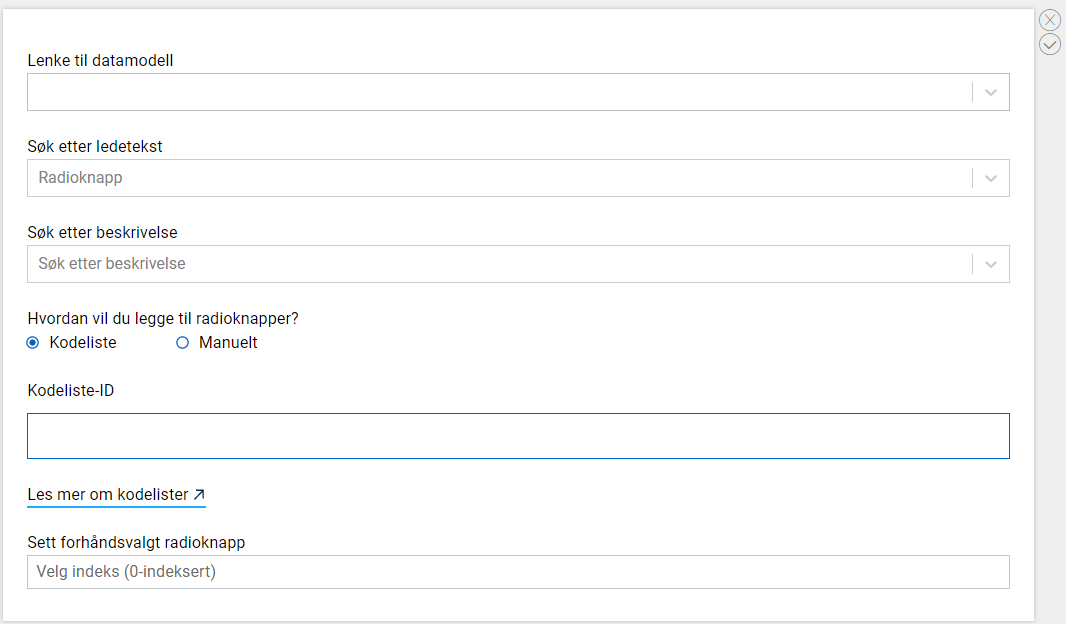 Lenke til datamodell
Søk etter ledetekst
Radioknapp
Søk etter beskrivelse
Søk etter beskrivelse
Hvordan vil du legge til radioknapper?
Kodeliste Manuelt
Kodeliste-ID
Les mer om kodelister
Sett forhåndsvalgt radioknapp
Velg indeks (0-indeksert)